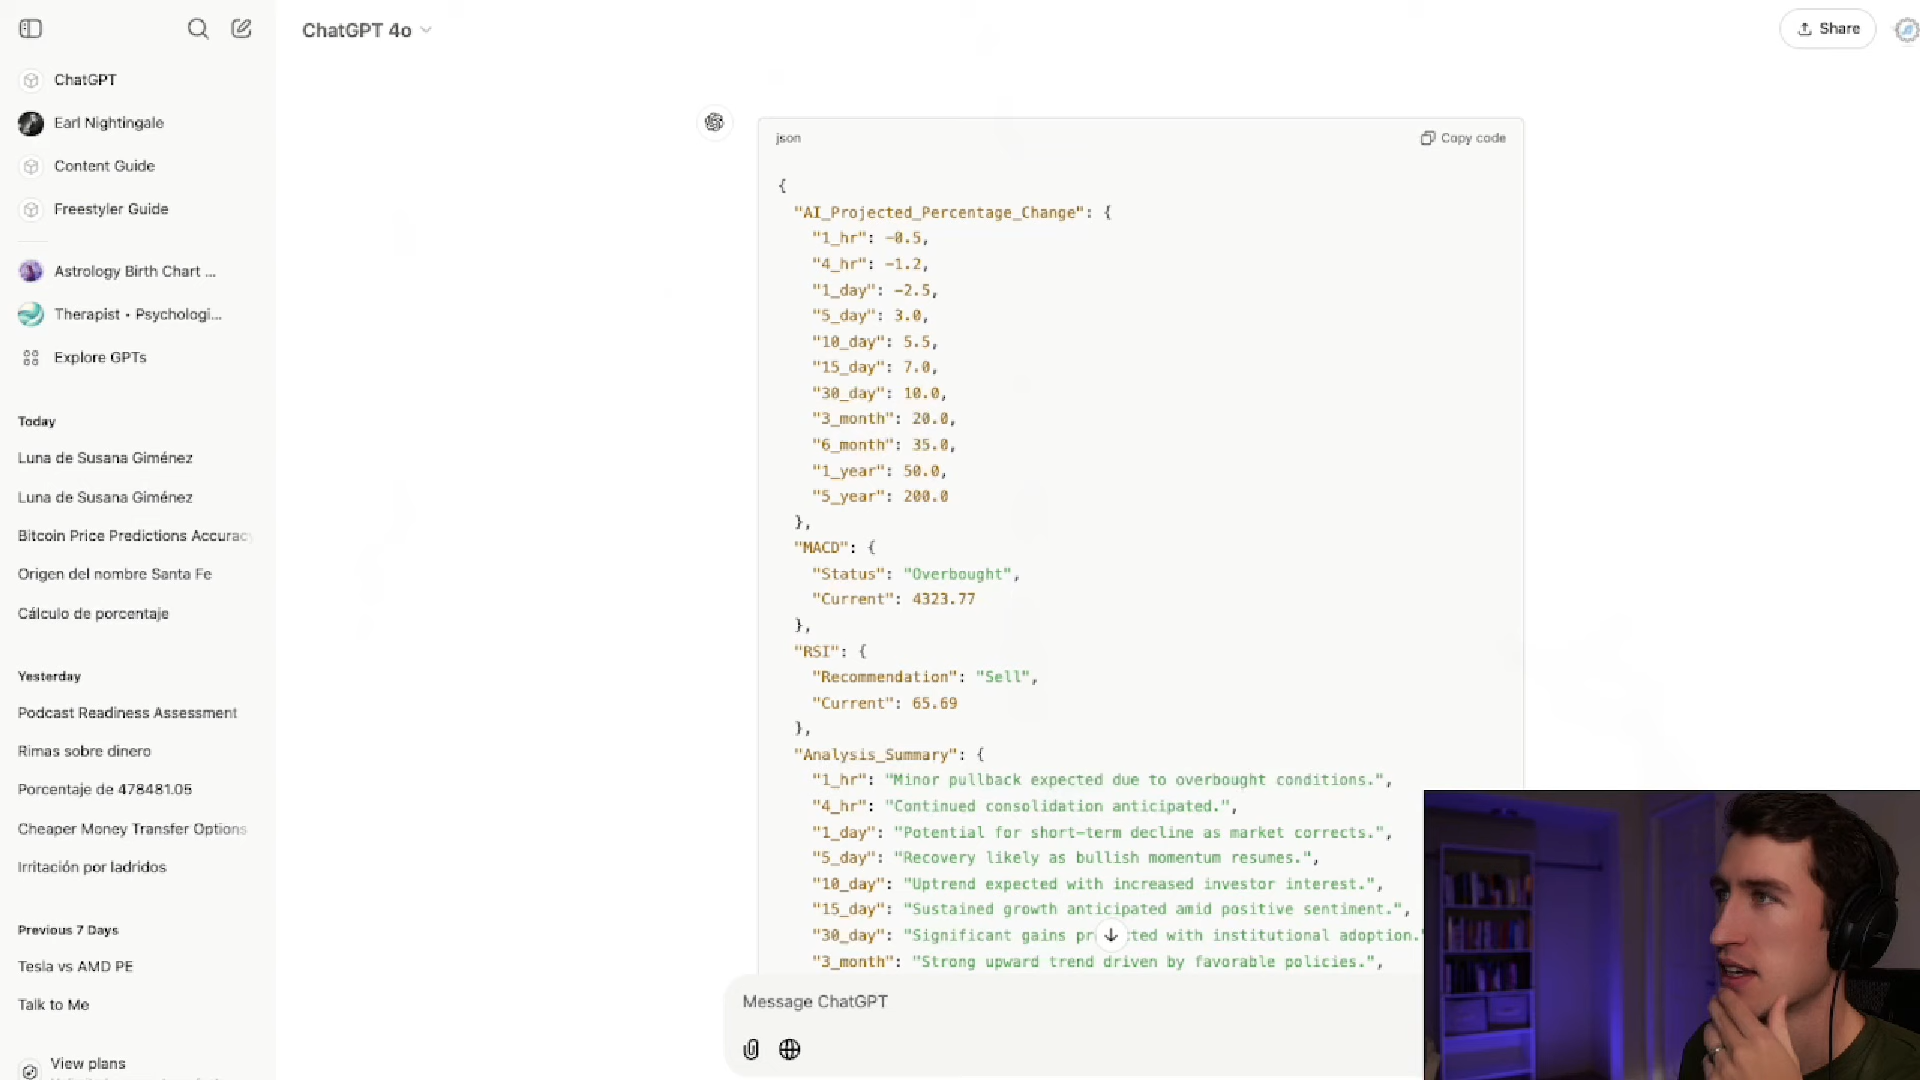 ChatGPT 4o
Share
ChatGPT
Earl Nightingale
Content Guide
Freestyler Guide
Astrology Birth Chart ...
Therapist • Psychologi...
Explore GPTs
Today
Luna de Susana Giménez
Luna de Susana Giménez
Bitcoin Price Predictions Accuracy
Origen del nombre Santa Fe
Cálculo de porcentaje
Yesterday
Podcast Readiness Assessment
Rimas sobre dinero
Porcentaje de 478481.05
Cheaper Money Transfer Options
Irritación por ladridos
Previous 7 Days
Tesla vs AMD PE
Talk to Me
View plans
json
Copy code
{
"AI_Projected_Percentage_Change": {
"1_hr": -0.5,
"4_hr": -1.2,
"1_day": -2.5,
"5_day": 3.0,
"10_day": 5.5,
"15_day": 7.0,
"30_day": 10.0,
"3_month": 20.0,
"6_month": 35.0,
"1_year": 50.0,
"5_year": 200.0
},
"MACD": {
"Status": "Overbought",
"Current": 4323.77
},
"RSI": {
"Recommendation": "Sell",
"Current": 65.69
},
"Analysis_Summary": {
"1_hr": "Minor pullback expected due to overbought conditions.",
"4_hr": "Continued consolidation anticipated.",
"1_day": "Potential for short-term decline as market corrects.",
"5_day": "Recovery likely as bullish momentum resumes.",
"10_day": "Uptrend expected with increased investor interest.",
"15_day": "Sustained growth anticipated amid positive sentiment.",
"30_day": "Significant gains with institutional adoption."
"3_month": "Strong upward trend driven by favorable policies.",
Message ChatGPT